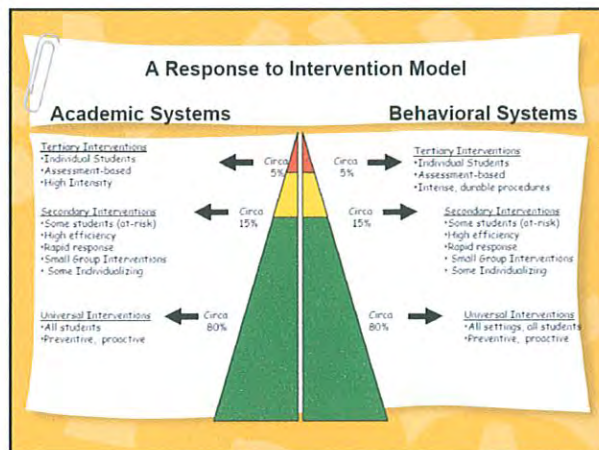 A Response to Intervention Model
Academic Systems
Behavioral Systems
Tertiary Interventions
•Individual Students
•Assessment-based
•High Intensity
Circa
5%
Circa
5%
Tertiary Interventions
•Individual Students
•Assessment-based
•Intense, durable procedures
Secondary Interventions
•Some students (at-risk)
•High efficiency
•Rapid response
•Small Group Interventions
• Some Individualizing
Circa
15%
Circa
15%
Secondary Interventions
•Some students (at-risk)
•High efficiency
•Rapid response
•Small Group Interventions
• Some Individualizing
Universal Interventions
•All students
•Preventive, proactive
Circa
80%
Circa
80%
Universal Interventions
•All settings, all students
•Preventive, proactive